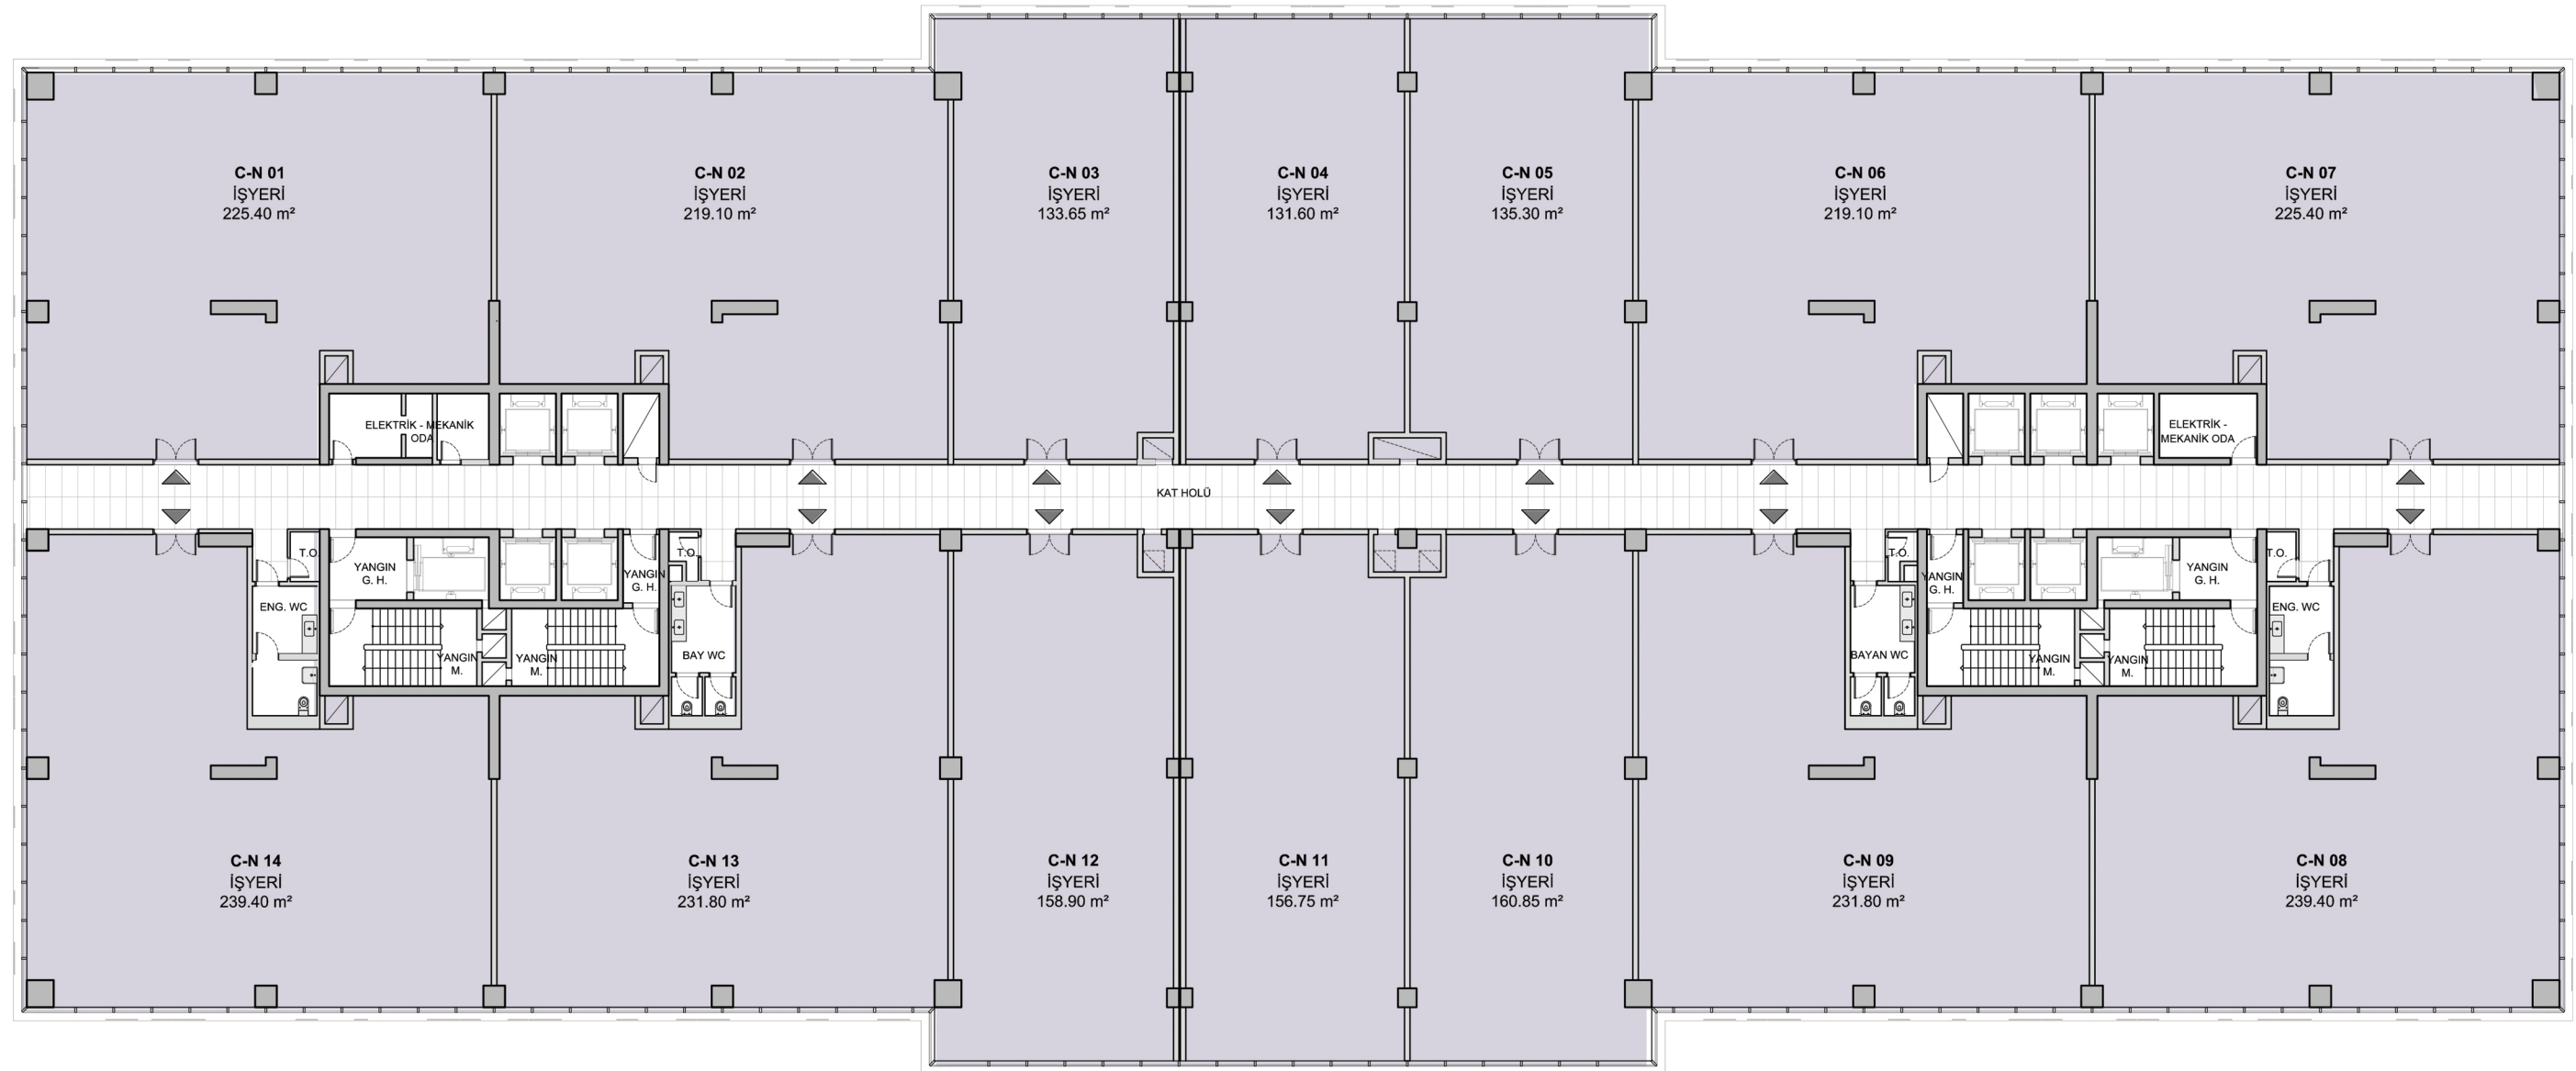 C-N 01
İŞYERİ
225.40 m²
C-N 02
İŞYERİ
219.10 m²
C-N 03
İŞYERİ
133.65 m²
C-N 04
İŞYERİ
131.60 m²
C-N 05
İŞYERİ
135.30 m²
C-N 06
İŞYERİ
219.10 m²
C-N 07
İŞYERİ
225.40 m²
ELEKTRİK - MEKANİK
ODA
ELEKTRİK -
MEKANİK ODA
KAT HOLÜ
T.O.
YANGIN
G. H.
YANGIN
G. H.
T.O.
T.O.
YANGIN
G. H.
YANGIN
G. H.
T.O.
ENG. WC
YANGIN
M.
YANGIN
M.
BAY WC
BAYAN WC
YANGIN
M.
YANGIN
M.
ENG. WC
C-N 14
İŞYERİ
239.40 m²
C-N 13
İŞYERİ
231.80 m²
C-N 12
İŞYERİ
158.90 m²
C-N 11
İŞYERİ
156.75 m²
C-N 10
İŞYERİ
160.85 m²
C-N 09
İŞYERİ
231.80 m²
C-N 08
İŞYERİ
239.40 m²